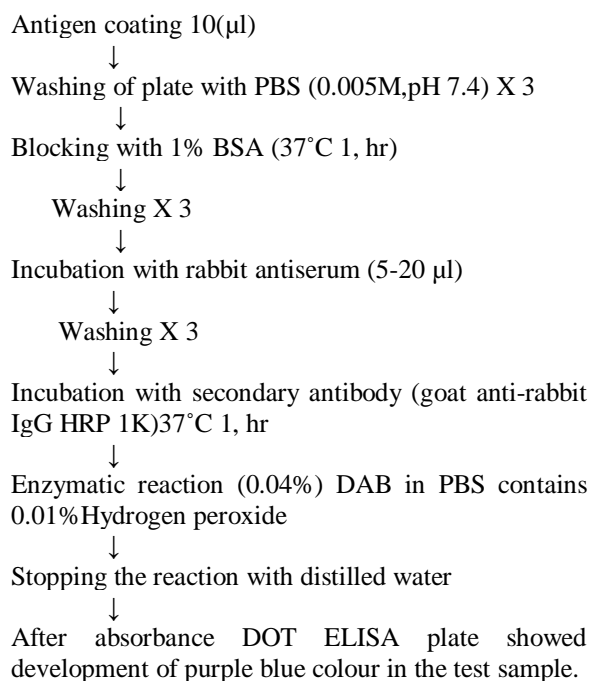 Antigen coating 10(µl)
↓
Washing of plate with PBS (0.005M,pH 7.4) X 3
↓
Blocking with 1% BSA (37˚C 1, hr)
↓
Washing X 3
↓
Incubation with rabbit antiserum (5-20 µl)
↓
Washing X 3
↓
Incubation with secondary antibody (goat anti-rabbit
IgG HRP 1K)37˚C 1, hr
↓
Enzymatic reaction (0.04%) DAB in PBS contains
0.01%Hydrogen peroxide
↓
Stopping the reaction with distilled water
↓
After absorbance DOT ELISA plate showed
development of purple blue colour in the test sample.